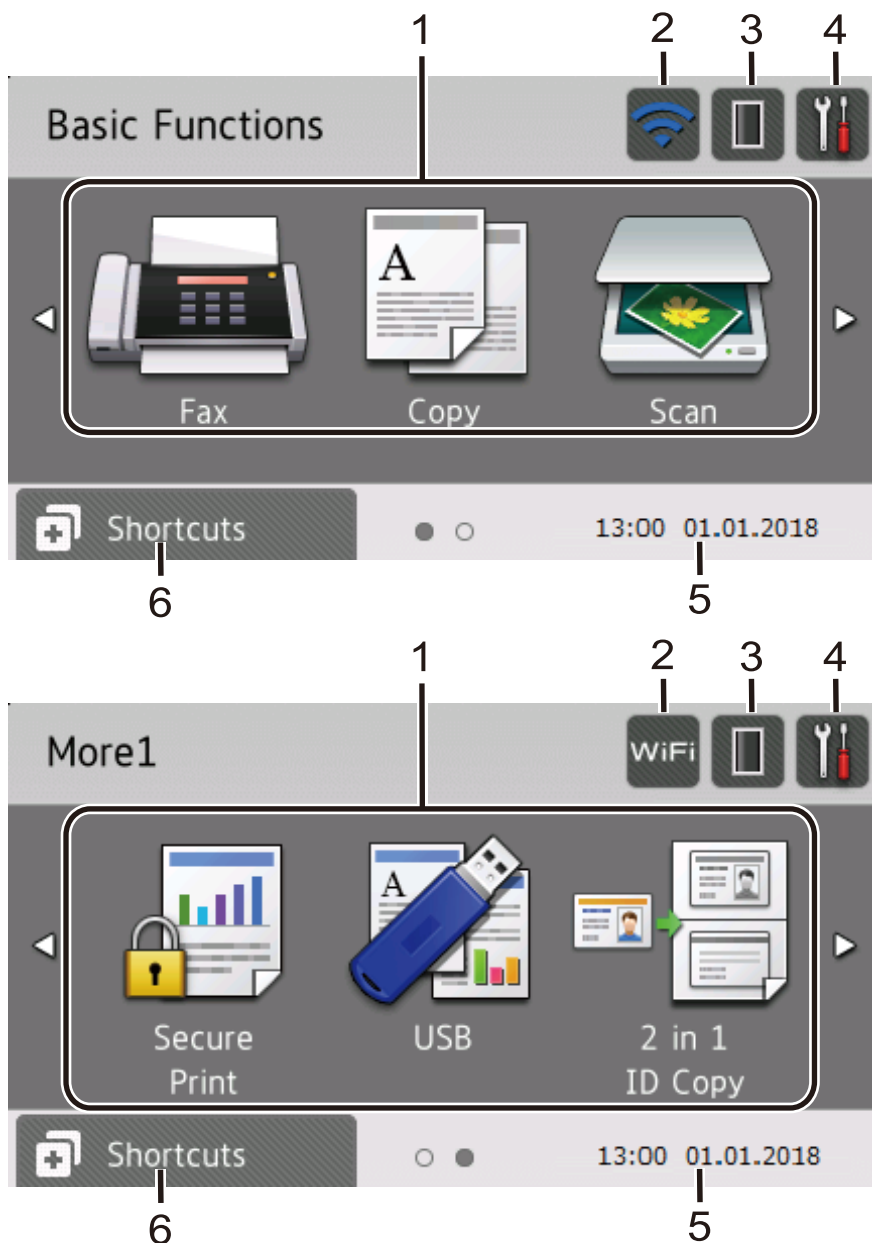 1 2 3 4
Basic Functions
A
Fax Copy Scan
Shortcuts 13:00 01.01.2018
6 5
1 2 3 4
More1 WiFi
A
Secure Print USB 2 in 1 ID Copy
Shortcuts 13:00 01.01.2018
6 5